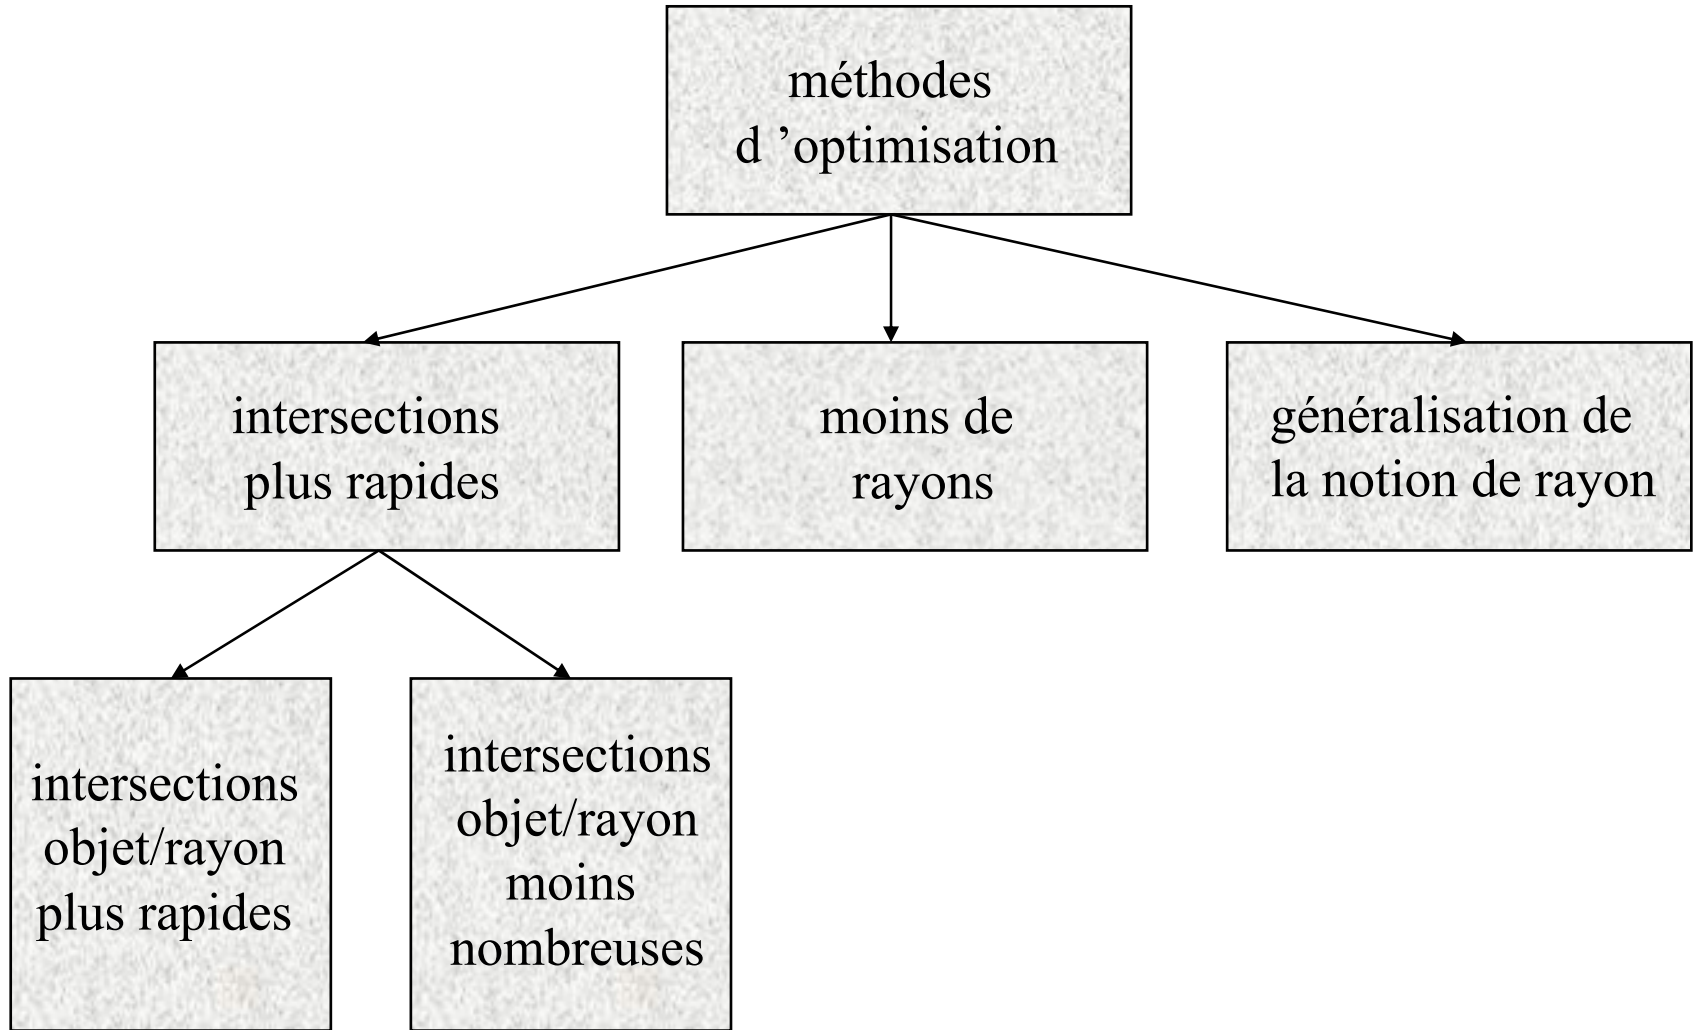 méthodes
d ’optimisation
intersections
plus rapides
moins de
rayons
généralisation de
la notion de rayon
intersections
objet/rayon
plus rapides
intersections
objet/rayon
moins
nombreuses